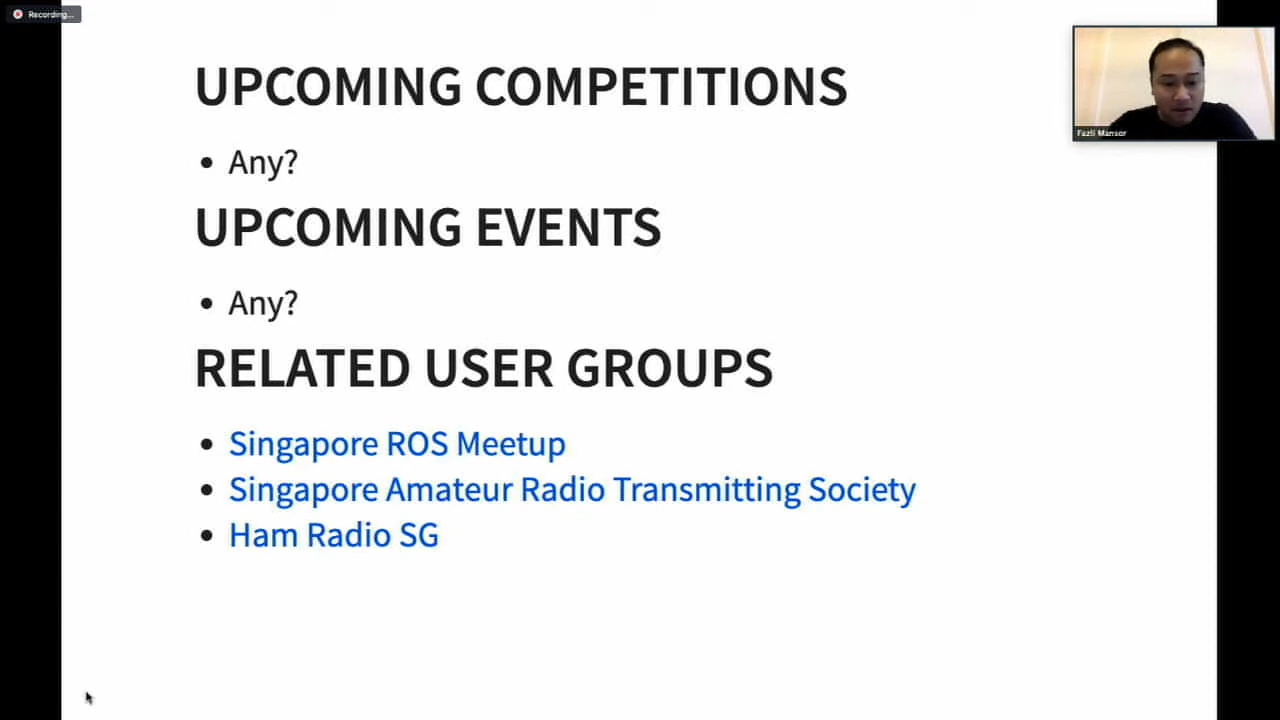 Recording...
UPCOMING COMPETITIONS
• Any?
UPCOMING EVENTS
• Any?
RELATED USER GROUPS
• Singapore ROS Meetup
• Singapore Amateur Radio Transmitting Society
• Ham Radio SG
Fazli Mansor